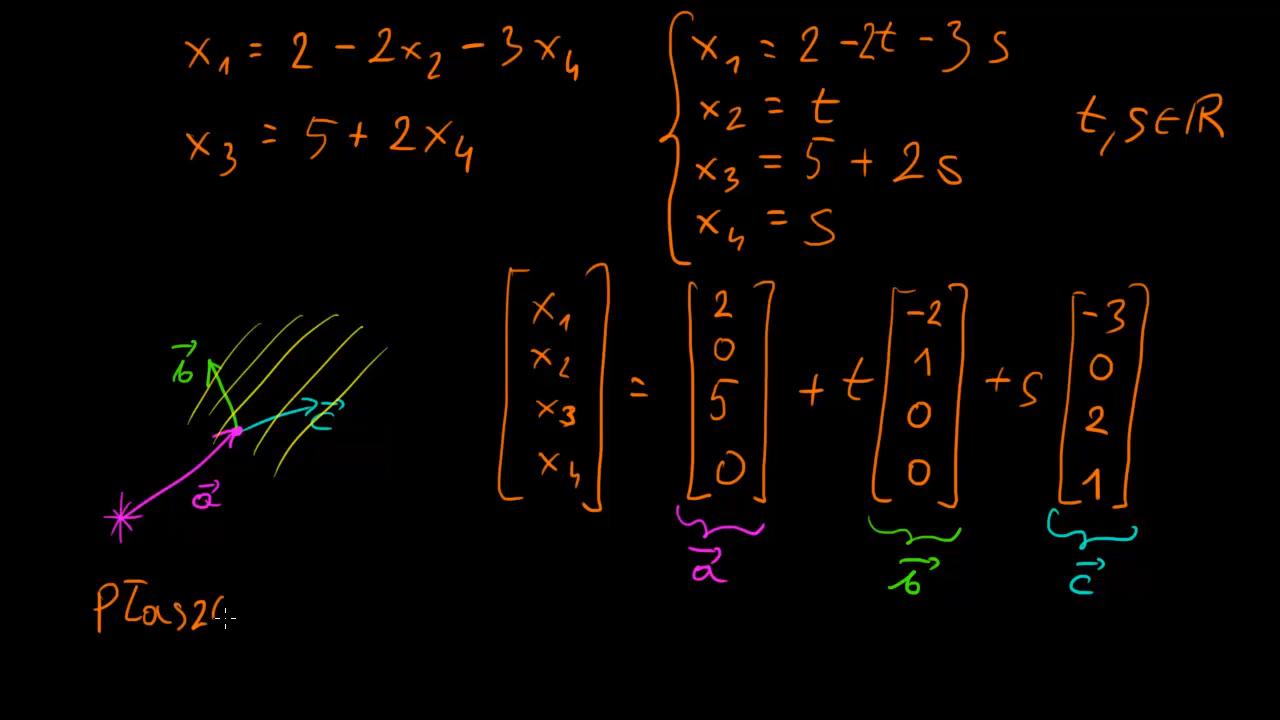 x₁ = 2 - 2x₂ - 3x₄
x₃ = 5 + 2x₄
x₁ = 2 - 2t - 3s
x₂ = t
x₃ = 5 + 2s
x₄ = s
t, s ∈ ℝ
[x₁ x₂ x₃ x₄] = [2 0 5 0] + t [-2 1 0 0] + s [-3 0 2 1]
a⃗ b⃗ c⃗
b⃗
c⃗
a⃗